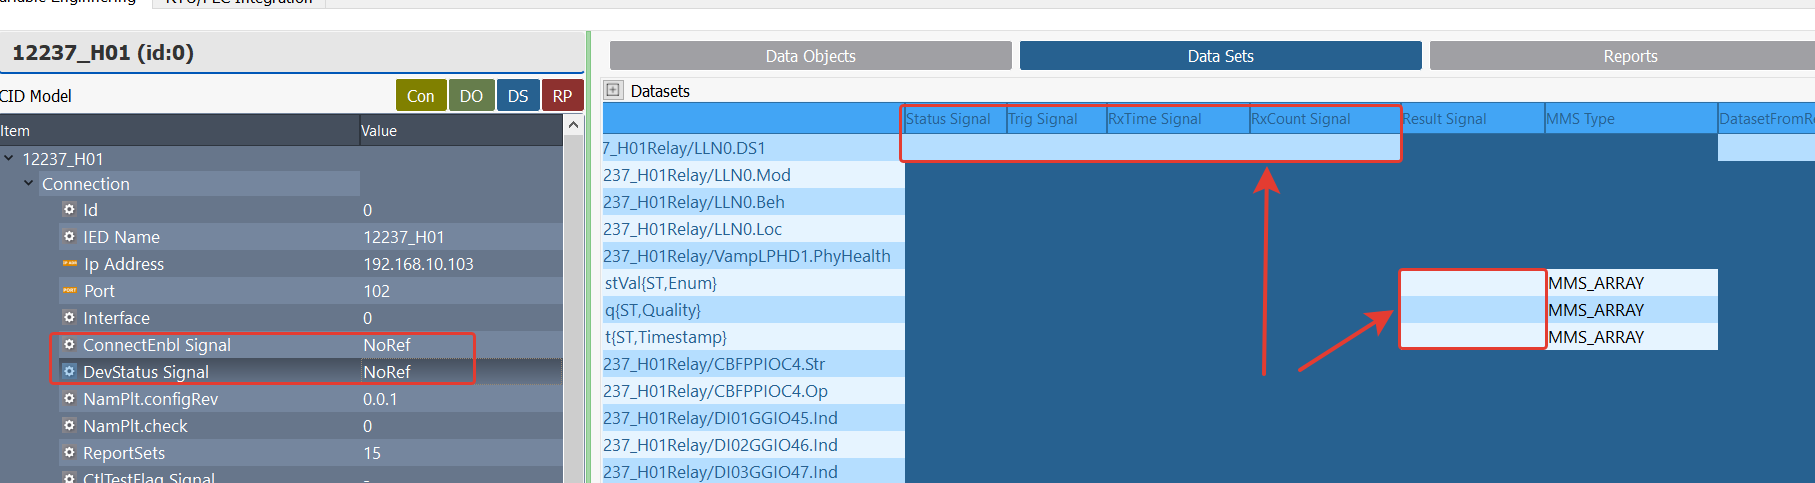 12237_H01 (id:0)
CID Model
Con DO DS RP
Item Value
12237_H01
Connection
Id 0
IED Name 12237_H01
Ip Address 192.168.10.103
Port 102
Interface 0
ConnectEnbl Signal NoRef
DevStatus Signal NoRef
NamPlt.configRev 0.0.1
NamPlt.check 0
ReportSets 15
CtlTestFlag Signal -
Data Objects Data Sets Reports
Datasets
Status Signal Trig Signal RxTime Signal RxCount Signal Result Signal MMS Type DatasetFromRe
7_H01Relay/LLN0.DS1
237_H01Relay/LLN0.Mod
237_H01Relay/LLN0.Beh
237_H01Relay/LLN0.Loc
237_H01Relay/VampLPHD1.PhyHealth
stVal{ST,Enum} MMS_ARRAY
q{ST,Quality} MMS_ARRAY
t{ST,Timestamp} MMS_ARRAY
237_H01Relay/CBFPPIOC4.Str
237_H01Relay/CBFPPIOC4.Op
237_H01Relay/DI01GGIO45.Ind
237_H01Relay/DI02GGIO46.Ind
237_H01Relay/DI03GGIO47.Ind